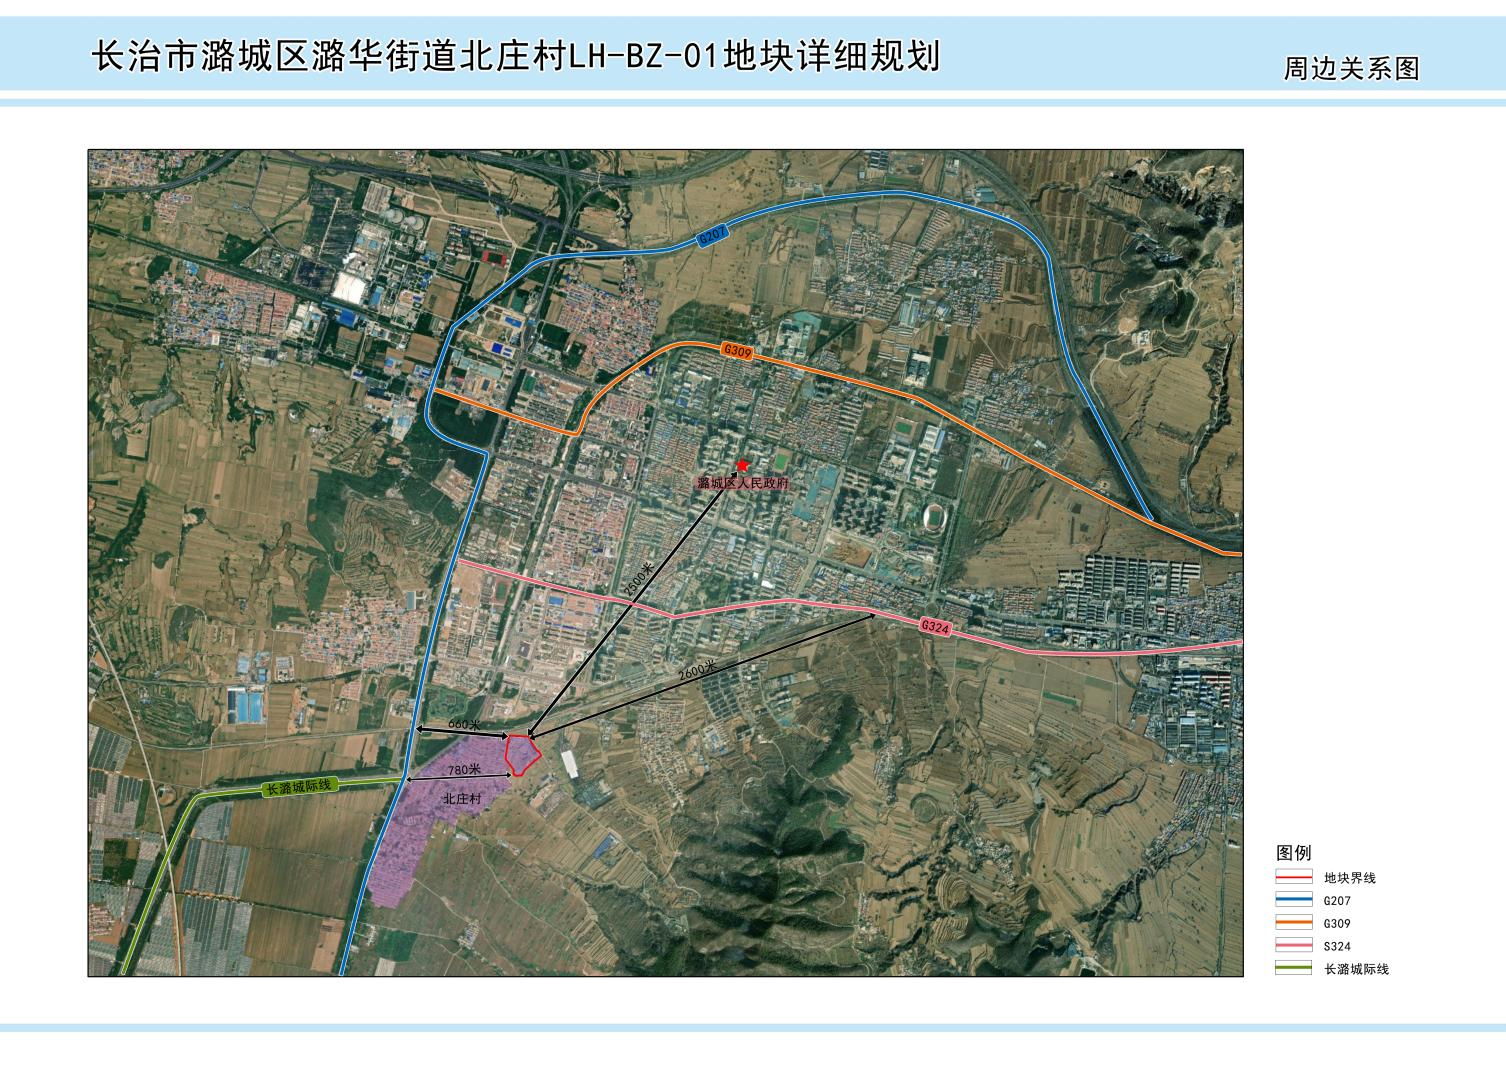 长治市潞城区潞华街道北庄村LH-BZ-01地块详细规划
周边关系图
G207
G309
潞城区人民政府
2500米
G324
2600米
660米
780米
长潞城际线
北庄村
图例
地块界线
G207
G309
S324
长潞城际线